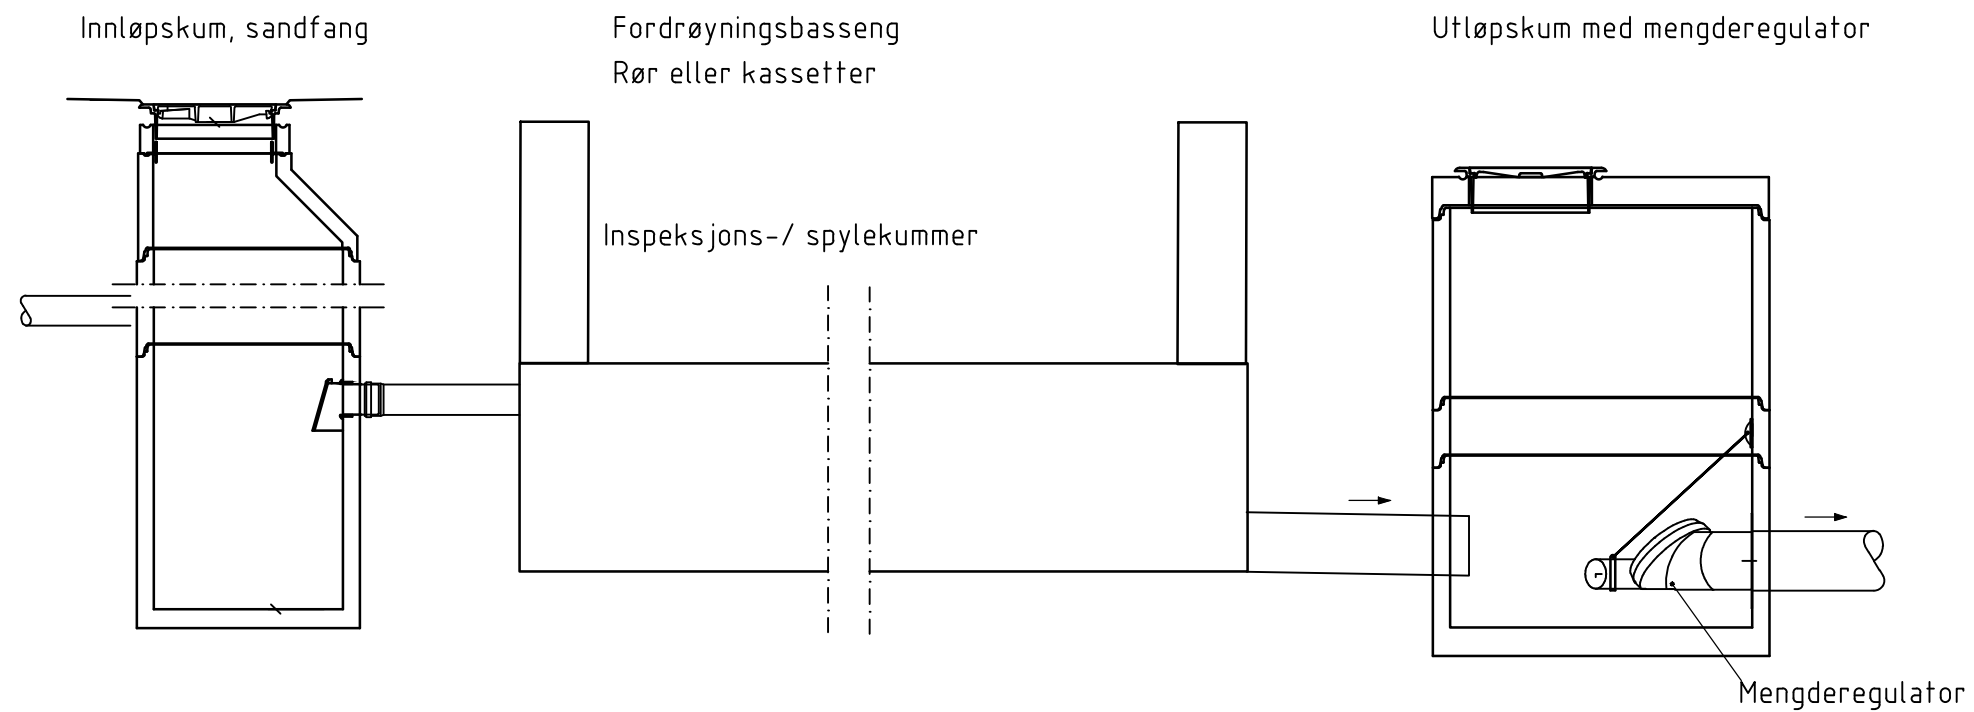 Innløpskum, sandfang
Fordrøyningsbasseng
Rør eller kassetter
Utløpskum med mengderegulator
Inspeksjons-/ spylekummer
Mengderegulator